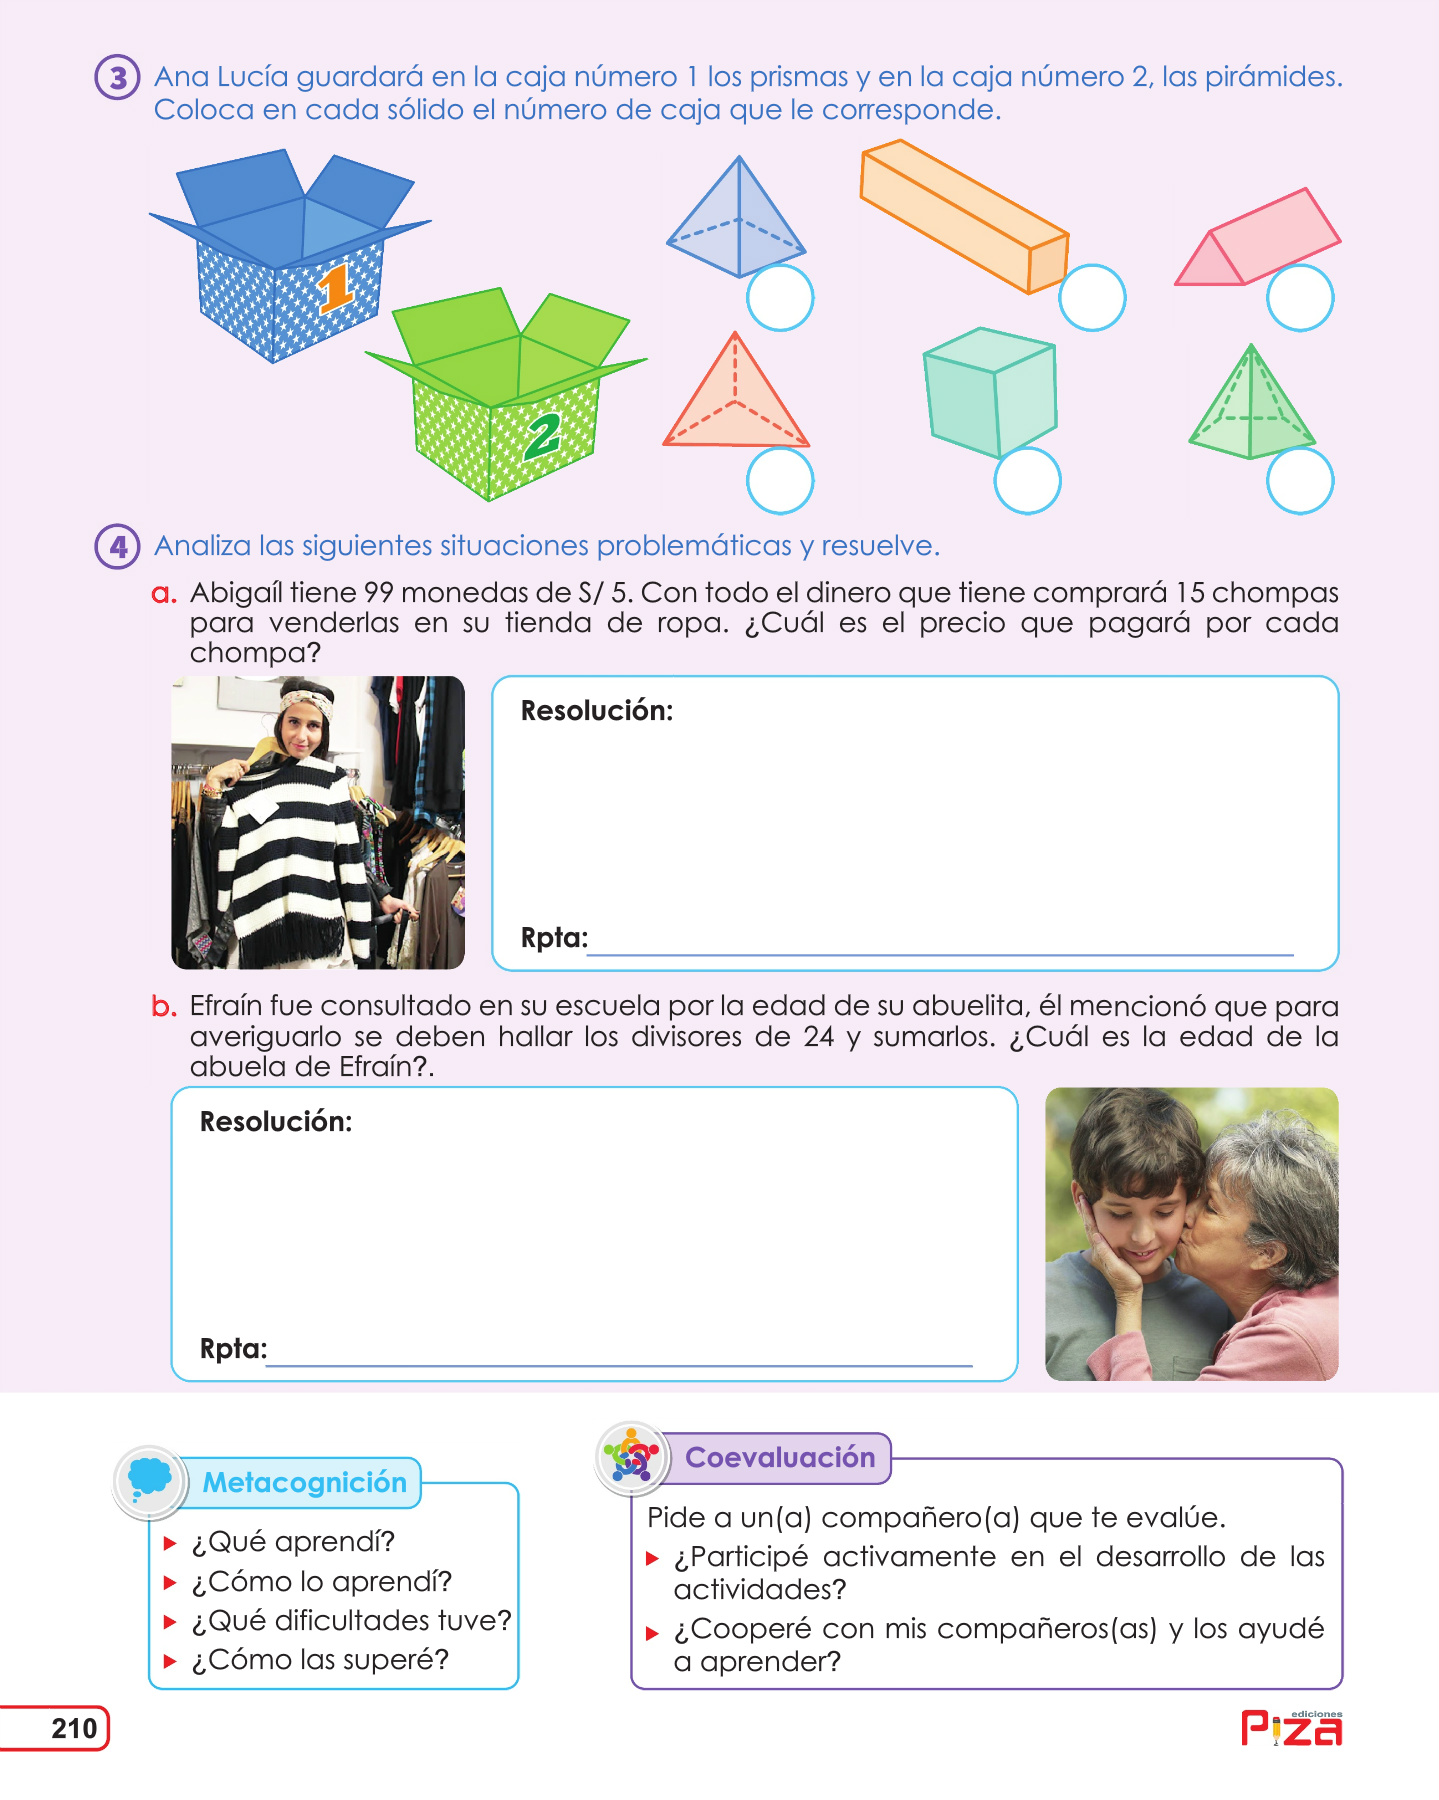 3 Ana Lucía guardará en la caja número 1 los prismas y en la caja número 2, las pirámides.
Coloca en cada sólido el número de caja que le corresponde.
1
2
4 Analiza las siguientes situaciones problemáticas y resuelve.
a. Abigaíl tiene 99 monedas de S/ 5. Con todo el dinero que tiene comprará 15 chompas
para venderlas en su tienda de ropa. ¿Cuál es el precio que pagará por cada
chompa?
Resolución:
Rpta:
b. Efraín fue consultado en su escuela por la edad de su abuelita, él mencionó que para
averiguarlo se deben hallar los divisores de 24 y sumarlos. ¿Cuál es la edad de la
abuela de Efraín?.
Resolución:
Rpta:
Metacognición
¿Qué aprendí?
¿Cómo lo aprendí?
¿Qué dificultades tuve?
¿Cómo las superé?
Coevaluación
Pide a un(a) compañero(a) que te evalúe.
¿Participé activamente en el desarrollo de las
actividades?
¿Cooperé con mis compañeros(as) y los ayudé
a aprender?
210
ediciones
Piza